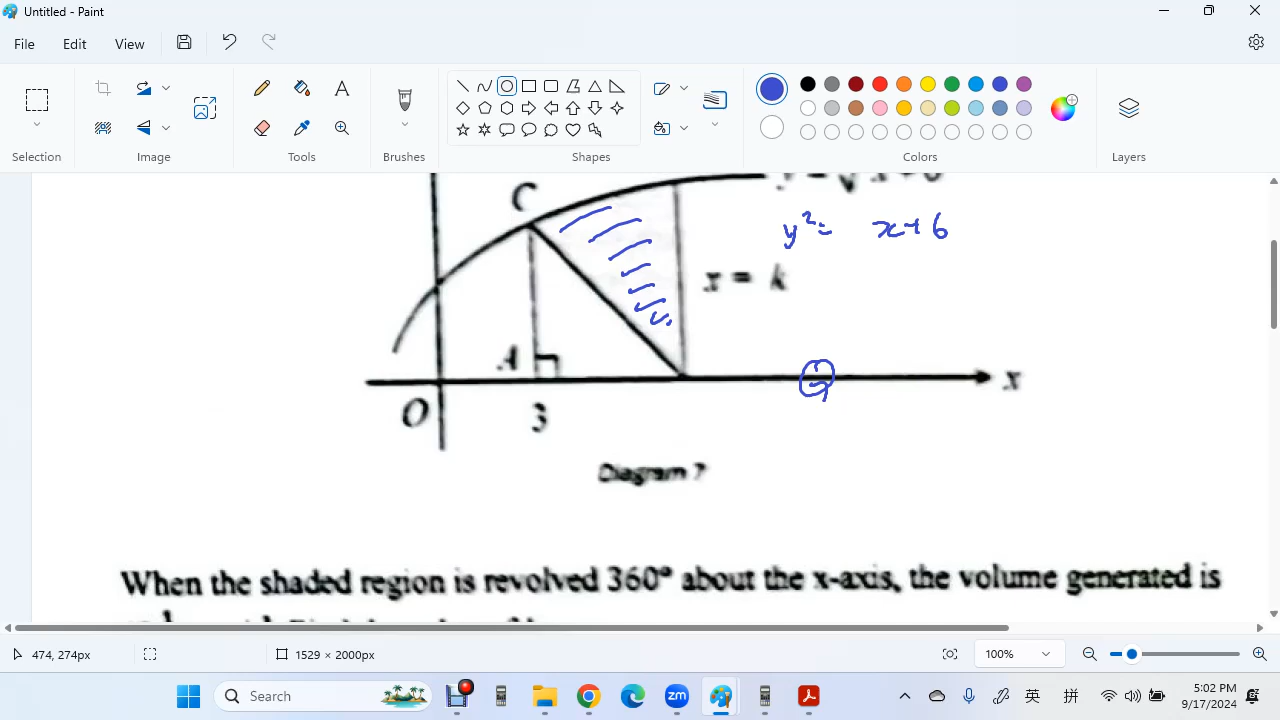 Untitled - Paint
File Edit View
Selection
Image
Tools
Brushes
Shapes
Colors
Layers
C
y² = x+6
x = k
A
O
3
x
Diagram 7
When the shaded region is revolved 360° about the x-axis, the volume generated is
474, 274px
1529 × 2000px
100%
Search
zm
英
拼
5:02 PM
9/17/2024